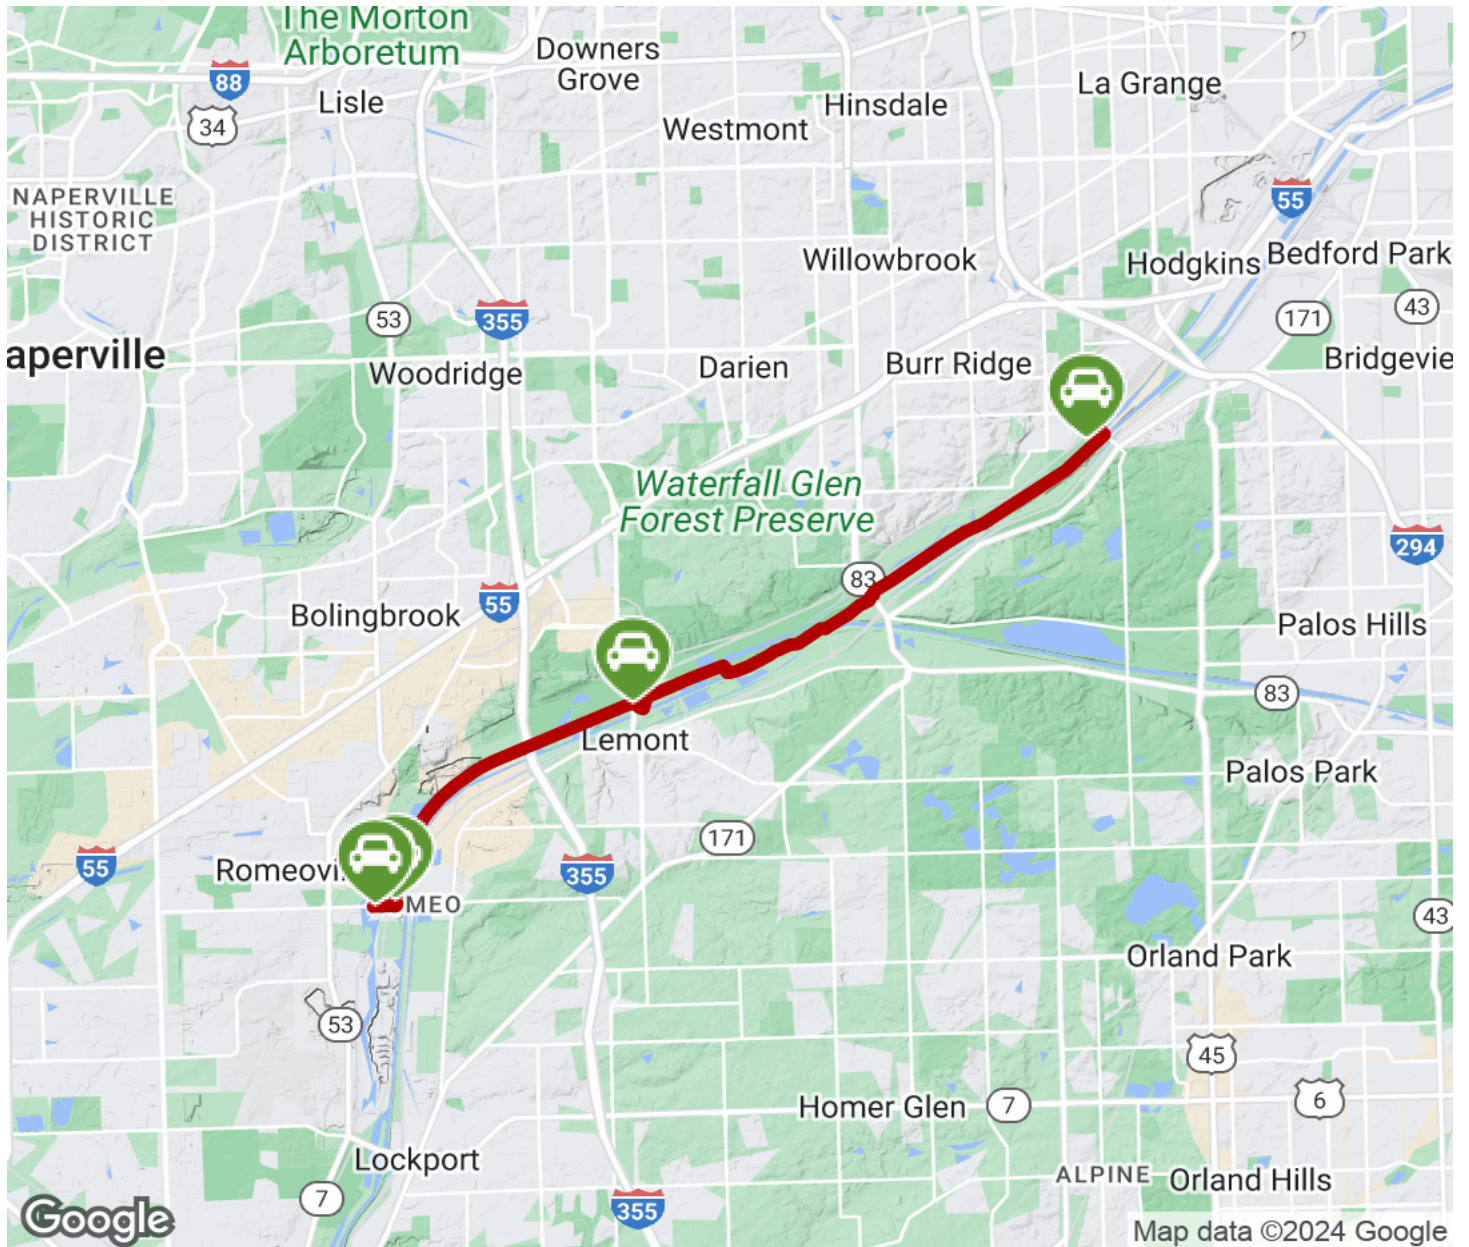 The Morton
Arboretum
Downers
Grove
88
Lisle
34
Hinsdale
Westmont
La Grange
NAPERVILLE
HISTORIC
DISTRICT
55
Willowbrook
Hodgkins
Bedford Park
53
355
171
43
aperville
Woodridge
Darien
Burr Ridge
Bridgevie
Waterfall Glen
Forest Preserve
294
83
55
Bolingbrook
Palos Hills
83
Lemont
Palos Park
171
55
Romeovi
355
MEO
43
Orland Park
53
45
Homer Glen
7
6
Lockport
ALPINE
Orland Hills
7
355
Google
Map data ©2024 Google